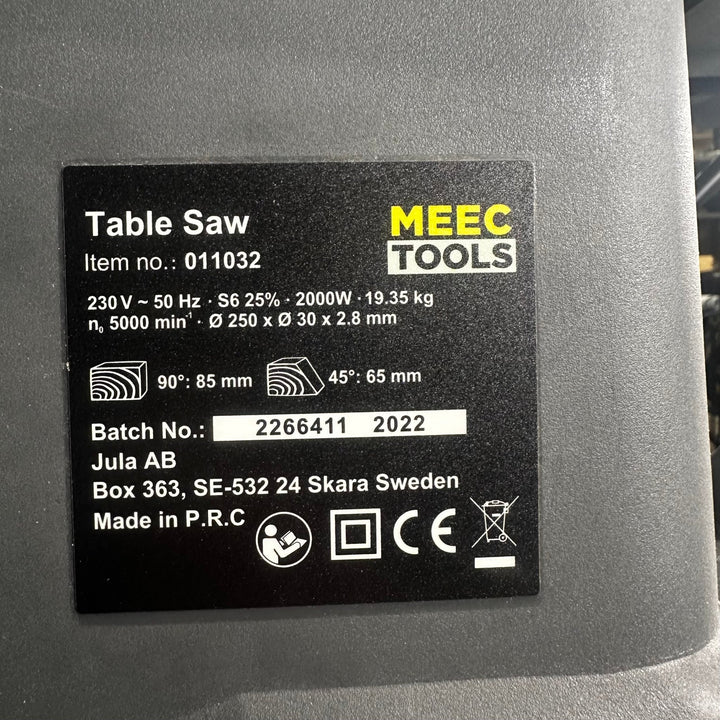 Table Saw
MEEC
TOOLS
Item no.: 011032
230 V ~ 50 Hz · S6 25% · 2000W · 19.35 kg
n₀ 5000 min⁻¹ · Ø 250 x Ø 30 x 2.8 mm
90°: 85 mm 45°: 65 mm
Batch No.: 2266411 2022
Jula AB
Box 363, SE-532 24 Skara Sweden
Made in P.R.C
CE